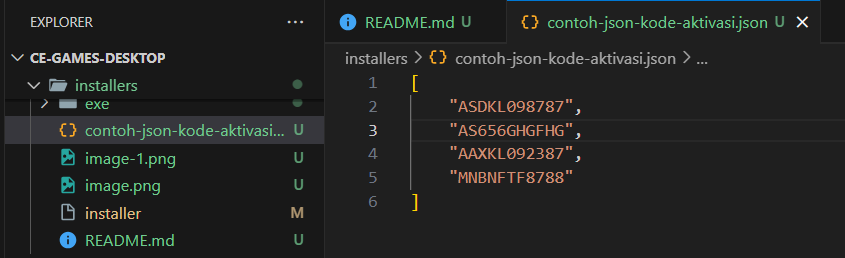 EXPLORER
CE-GAMES-DESKTOP
installers
exe
contoh-json-kode-aktivasi... U
image-1.png U
image.png U
installer M
README.md U
README.md U
{} contoh-json-kode-aktivasi.json U ×
installers > {} contoh-json-kode-aktivasi.json > ...
1 [
2 "ASDKL098787",
3 "AS656GHGFHG",
4 "AAXKL092387",
5 "MNBNFTF8788"
6 ]